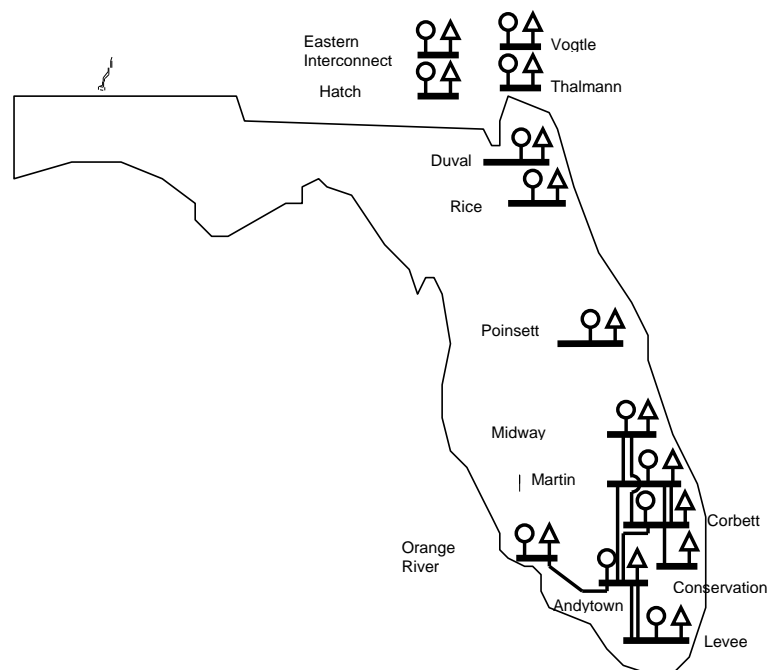 Eastern
Interconnect
Vogtle
Hatch
Thalmann
Duval
Rice
Poinsett
Midway
Martin
Corbett
Orange
River
Conservation
Andytown
Levee